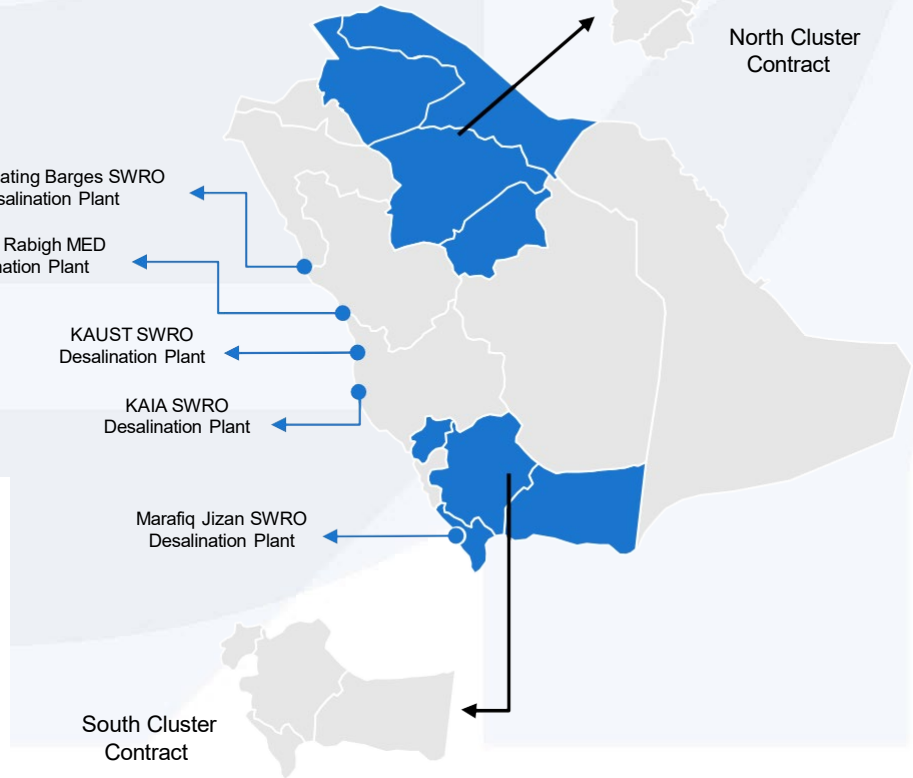 North Cluster
Contract
ating Barges SWRO
salination Plant
Rabigh MED
ation Plant
KAUST SWRO
Desalination Plant
KAIA SWRO
Desalination Plant
Marafiq Jizan SWRO
Desalination Plant
South Cluster
Contract